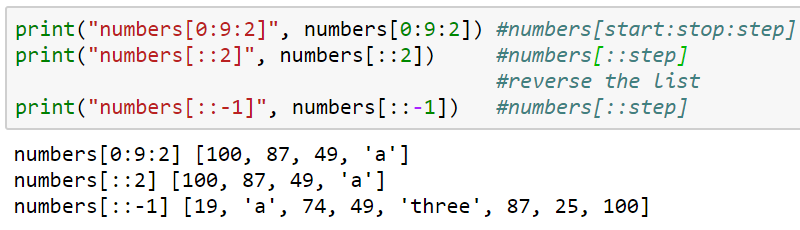 print("numbers[0:9:2]", numbers[0:9:2]) #numbers[start:stop:step]
print("numbers[::2]", numbers[::2]) #numbers[::step]
#reverse the list
print("numbers[::-1]", numbers[::-1]) #numbers[::step]
numbers[0:9:2] [100, 87, 49, 'a']
numbers[::2] [100, 87, 49, 'a']
numbers[::-1] [19, 'a', 74, 49, 'three', 87, 25, 100]